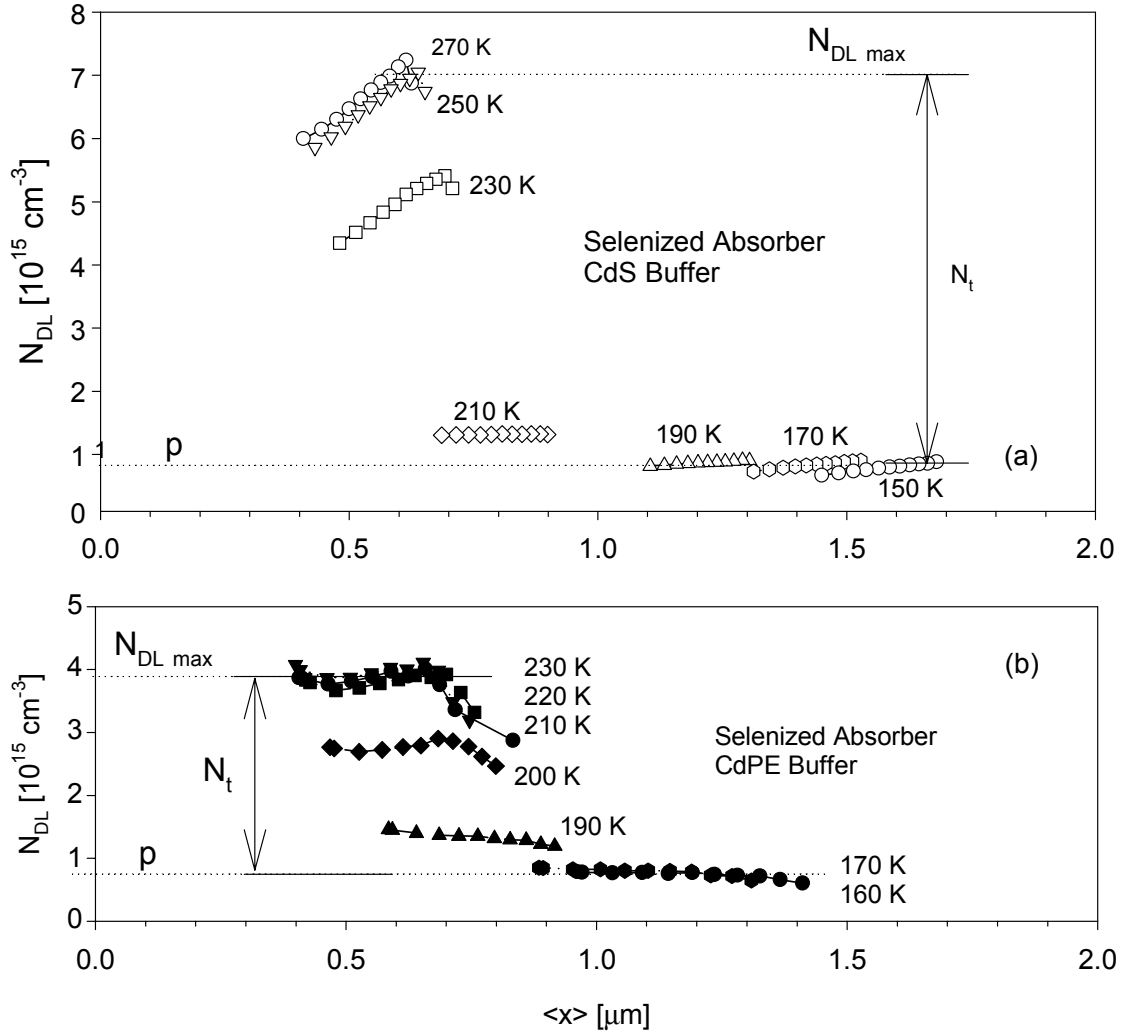 8
7
6
5
4
3
2
1
1
0
N_DL [10^15 cm^-3]
270 K
250 K
230 K
210 K
190 K
170 K
150 K
N_DL max
N_t
p
Selenized Absorber
CdS Buffer
(a)
0.0 0.5 1.0 1.5 2.0
5
4
3
2
1
0
N_DL [10^15 cm^-3]
N_DL max
N_t
p
230 K
220 K
210 K
200 K
190 K
170 K
160 K
(b)
Selenized Absorber
CdPE Buffer
0.0 0.5 1.0 1.5 2.0
<x> [μm]